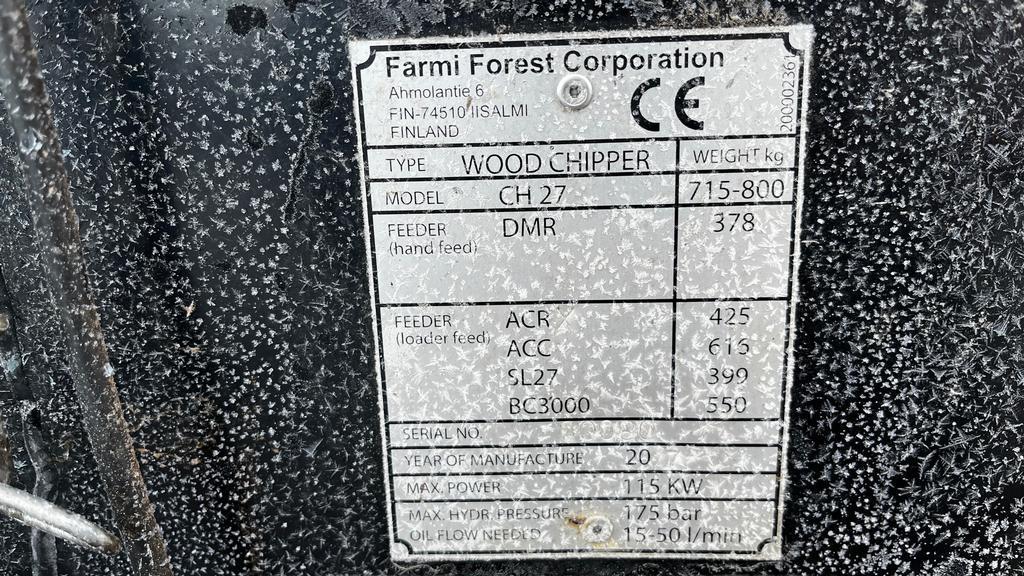 Farmi Forest Corporation
Ahmolantie 6
FIN-74510 IISALMI
FINLAND
CE
200002361
TYPE WOOD CHIPPER WEIGHT kg
MODEL CH 27 715-800
FEEDER DMR 378
(hand feed)
FEEDER ACR 425
(loader feed)
ACC 616
SL27 399
BC3000 550
SERIAL NO.
YEAR OF MANUFACTURE 20
MAX. POWER 115 KW
MAX. HYDR. PRESSURE 175 bar
OIL FLOW NEEDED 15-50 l/min